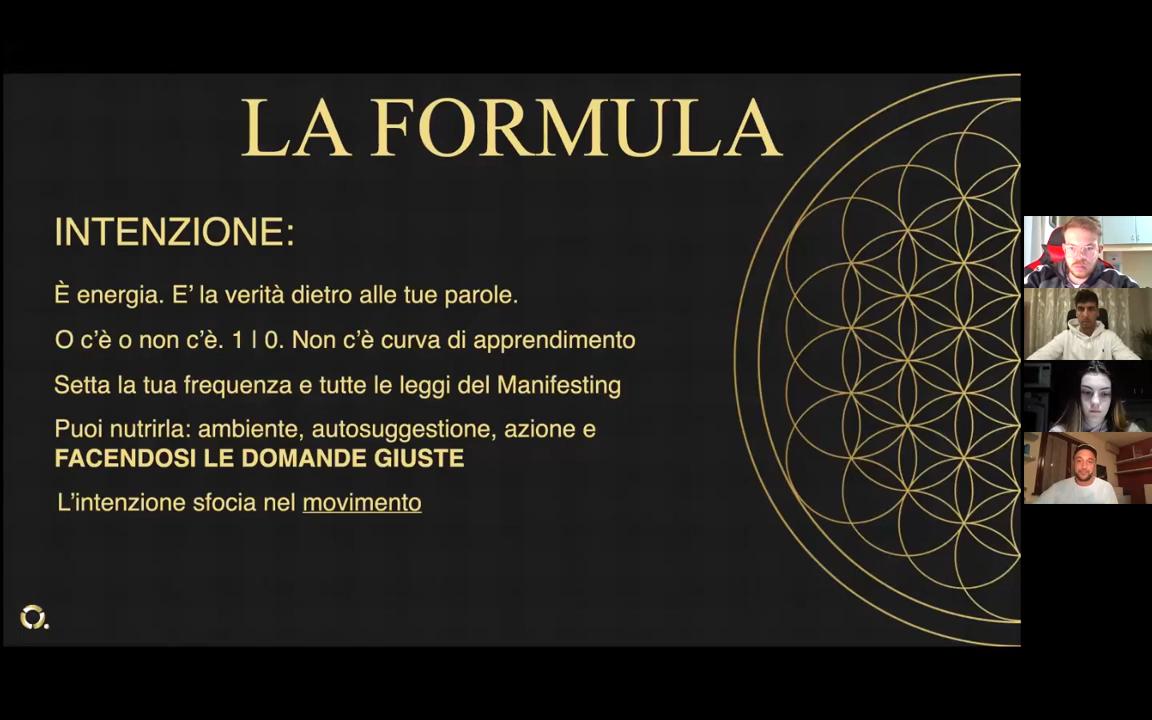 LA FORMULA
INTENZIONE:
È energia. E’ la verità dietro alle tue parole.
O c’è o non c’è. 1 | 0. Non c’è curva di apprendimento
Setta la tua frequenza e tutte le leggi del Manifesting
Puoi nutrirla: ambiente, autosuggestione, azione e
FACENDOSI LE DOMANDE GIUSTE
L’intenzione sfocia nel movimento